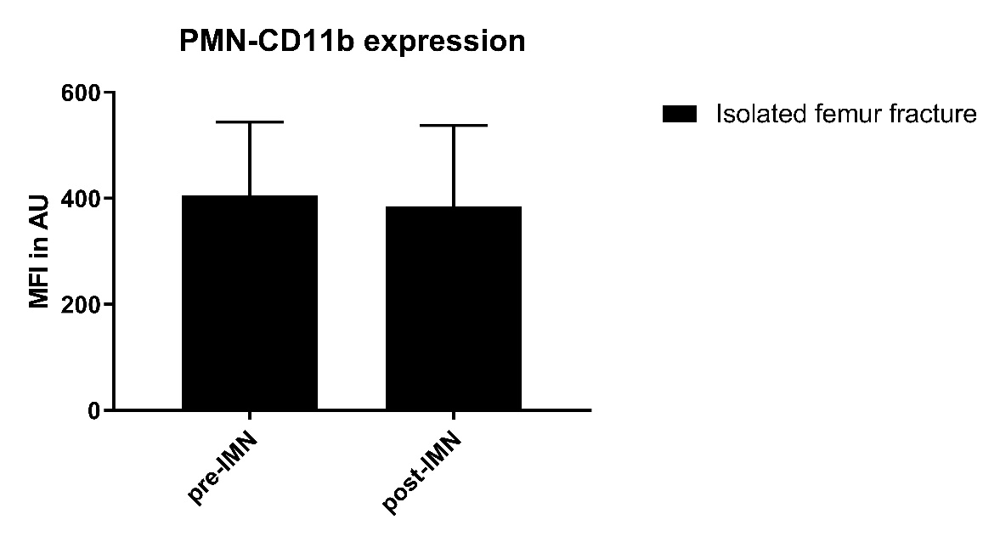 PMN-CD11b expression
600
400
200
0
MFI in AU
pre-IMN
post-IMN
Isolated femur fracture